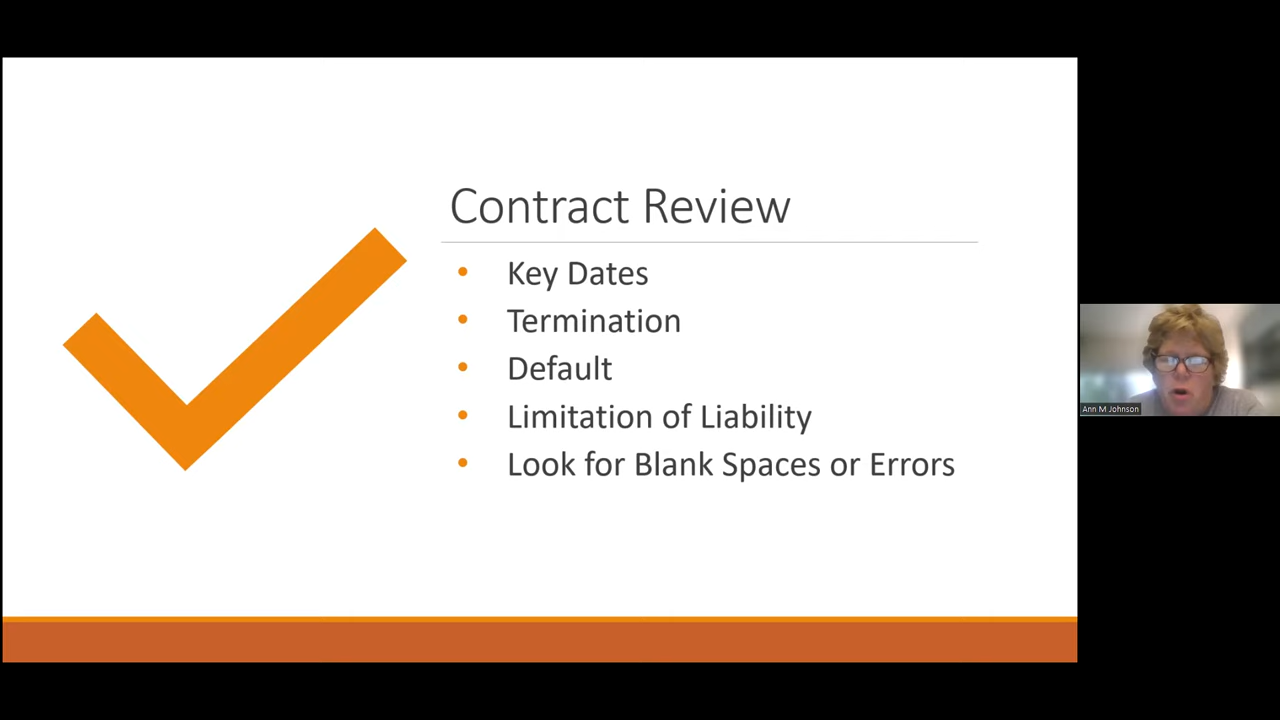 Contract Review
• Key Dates
• Termination
• Default
• Limitation of Liability
• Look for Blank Spaces or Errors
Ann M Johnson